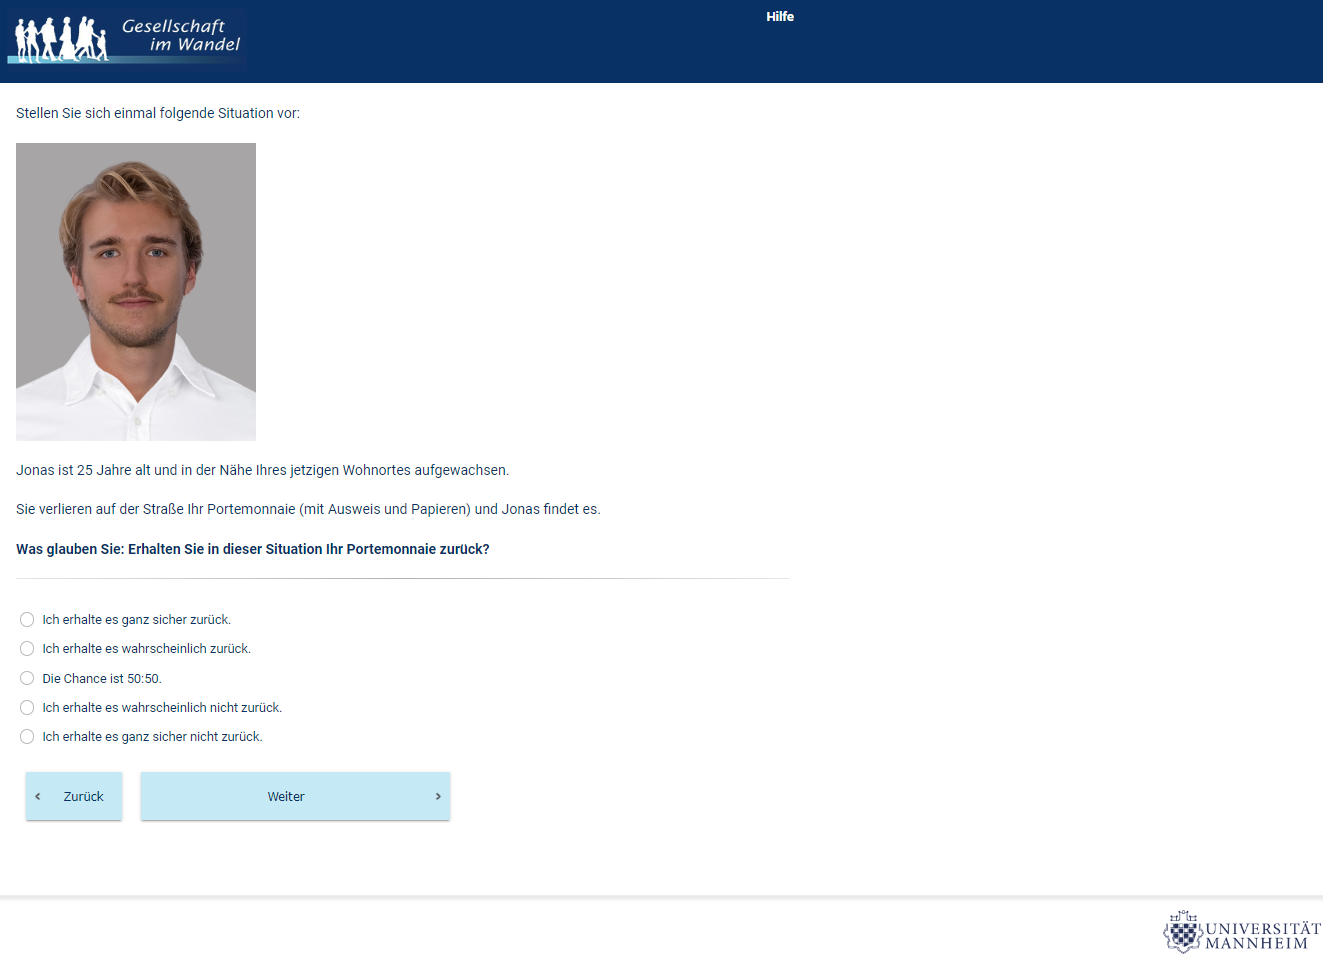 Gesellschaft
im Wandel
Hilfe
Stellen Sie sich einmal folgende Situation vor:
Jonas ist 25 Jahre alt und in der Nähe Ihres jetzigen Wohnortes aufgewachsen.
Sie verlieren auf der Straße Ihr Portemonnaie (mit Ausweis und Papieren) und Jonas findet es.
Was glauben Sie: Erhalten Sie in dieser Situation Ihr Portemonnaie zurück?
Ich erhalte es ganz sicher zurück.
Ich erhalte es wahrscheinlich zurück.
Die Chance ist 50:50.
Ich erhalte es wahrscheinlich nicht zurück.
Ich erhalte es ganz sicher nicht zurück.
‹ Zurück
Weiter ›
UNIVERSITÄT
MANNHEIM